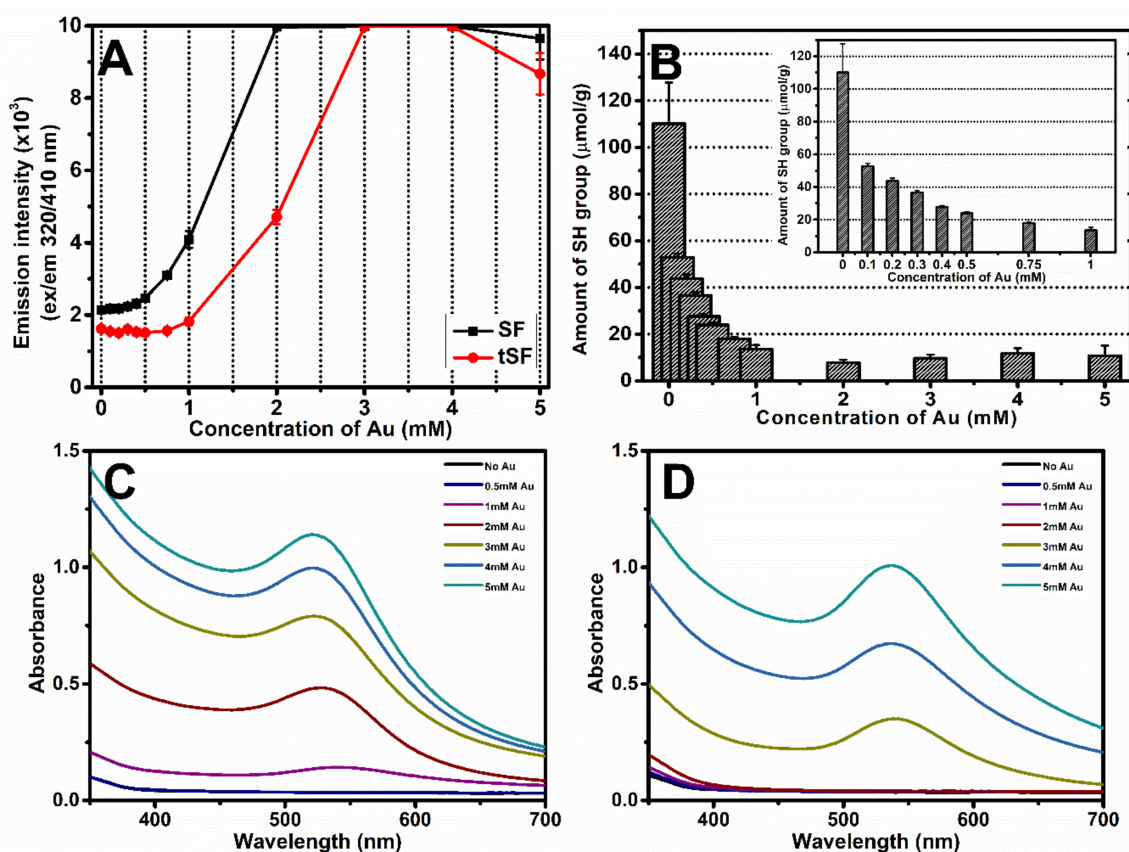 A
Emission intensity (x10³)
(ex/em 320/410 nm)
10
8
6
4
2
0
0 1 2 3 4 5
Concentration of Au (mM)
SF
tSF
B
Amount of SH group (μmol/g)
140
120
100
80
60
40
20
0
0 1 2 3 4 5
Concentration of Au (mM)
Amount of SH group (μmol/g)
120
100
80
60
40
20
0
0 0.1 0.2 0.3 0.4 0.5 0.75 1
Concentration of Au (mM)
C
Absorbance
1.5
1.0
0.5
0.0
400 500 600 700
Wavelength (nm)
No Au
0.5mM Au
1mM Au
2mM Au
3mM Au
4mM Au
5mM Au
D
Absorbance
1.5
1.0
0.5
0.0
400 500 600 700
Wavelength (nm)
No Au
0.5mM Au
1mM Au
2mM Au
3mM Au
4mM Au
5mM Au